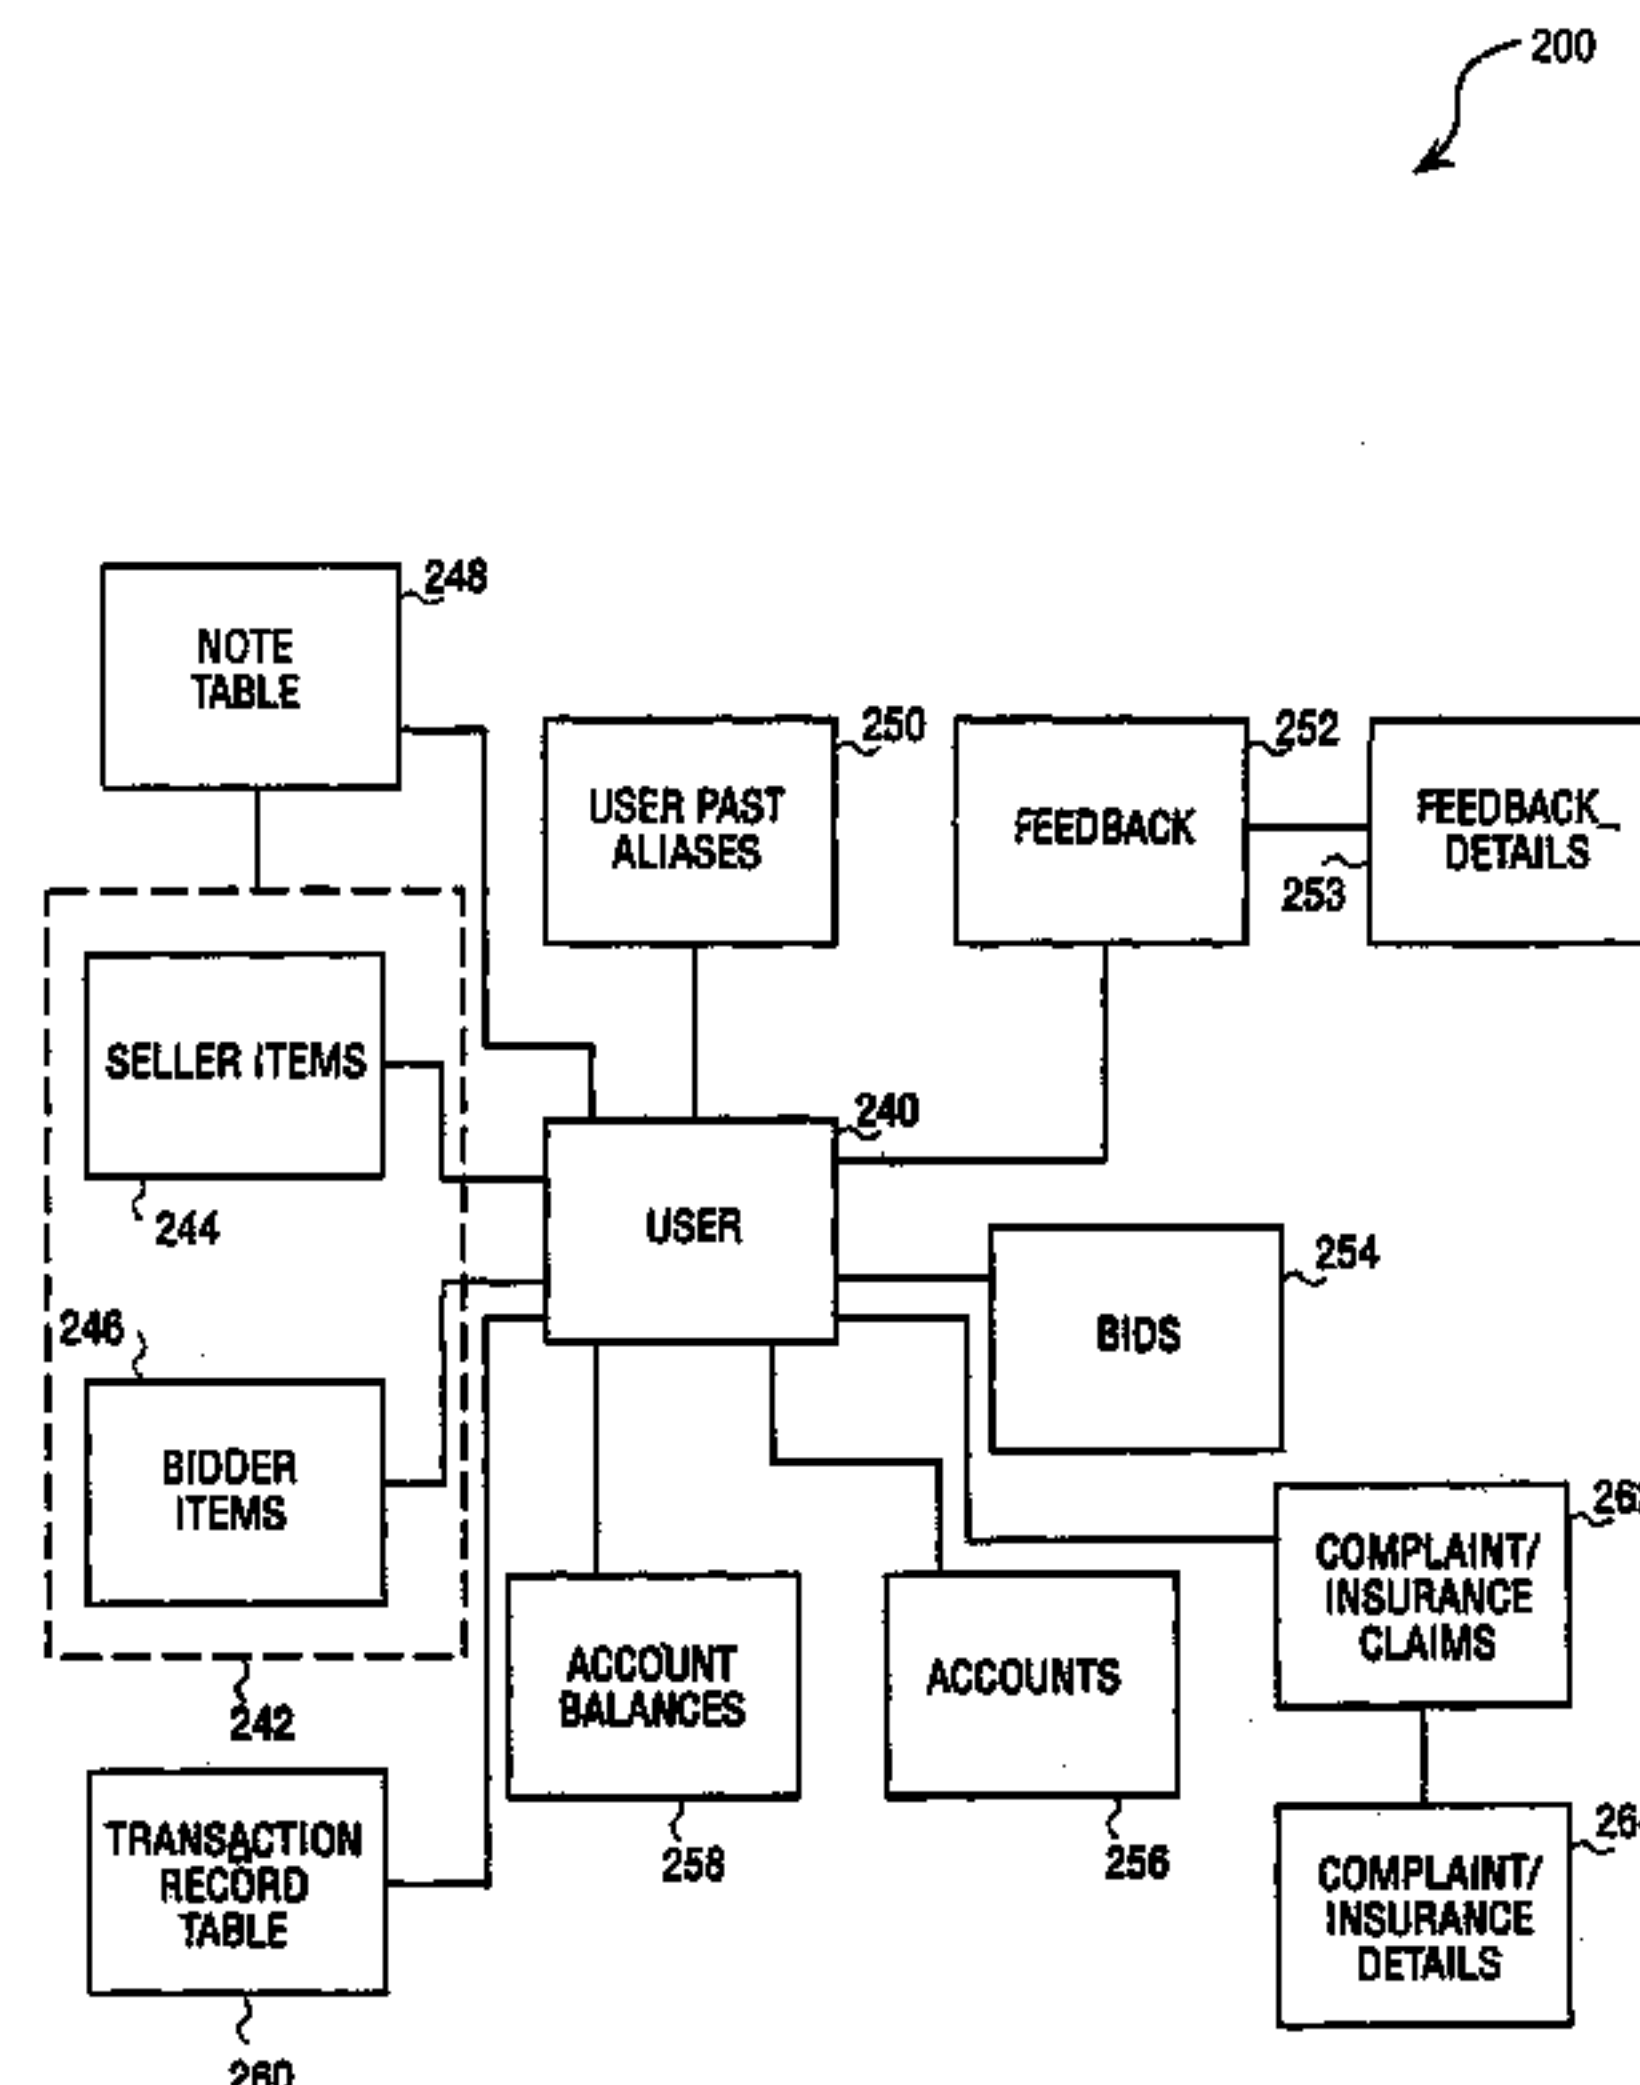 200
248
NOTE
TABLE
250
USER PAST
ALIASES
252
FEEDBACK
FEEDBACK_
DETAILS
253
SELLER ITEMS
244
240
USER
254
BIDS
246
BIDDER
ITEMS
242
ACCOUNT
BALANCES
258
ACCOUNTS
256
COMPLAINT/
INSURANCE
CLAIMS
TRANSACTION
RECORD
TABLE
260
COMPLAINT/
INSURANCE
DETAILS